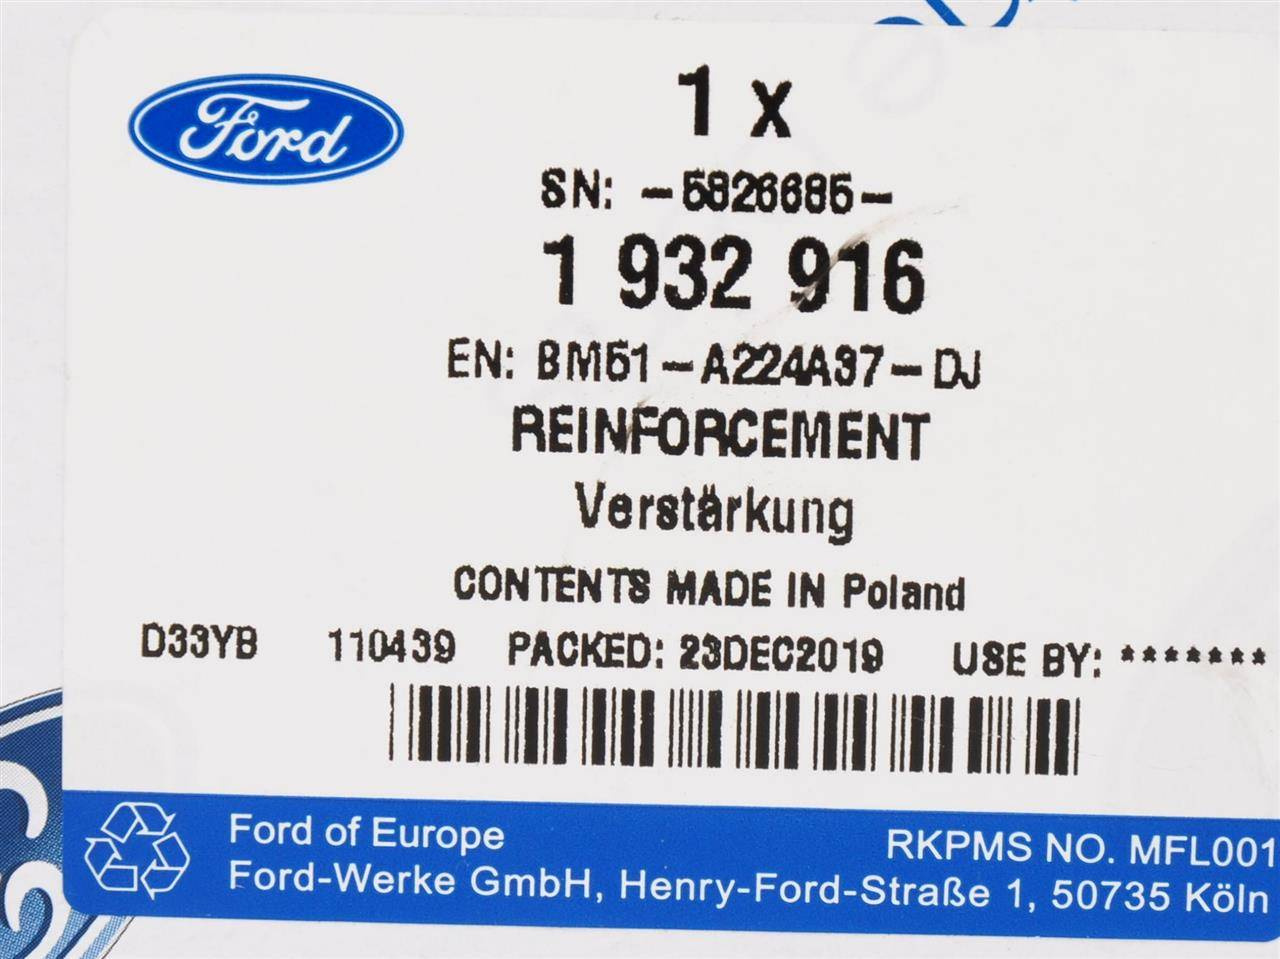 Ford
1 x
SN: -5826685-
1 932 916
EN: BM51-A224A37-DJ
REINFORCEMENT
Verstärkung
CONTENTS MADE IN Poland
D33YB 110439 PACKED: 23DEC2019 USE BY: *******
Ford of Europe
RKPMS NO. MFL001
Ford-Werke GmbH, Henry-Ford-Straße 1, 50735 Köln